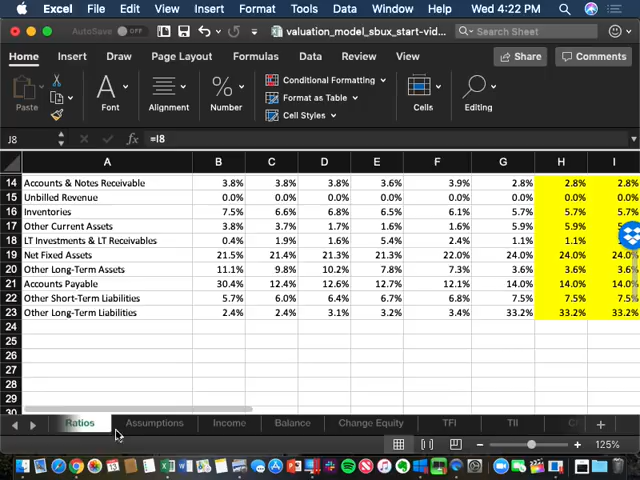 Excel File Edit View Insert Format Tools Data Window Help Wed 4:22 PM
AutoSave OFF valuation_model_sbux_start-vid... Search Sheet
Home Insert Draw Page Layout Formulas Data Review View Share Comments
Paste Font Alignment Number Conditional Formatting Format as Table Cell Styles Cells Editing
J8 fx =I8
A B C D E F G H I
14 Accounts & Notes Receivable 3.8% 3.8% 3.8% 3.6% 3.9% 2.8% 2.8% 2.8%
15 Unbilled Revenue 0.0% 0.0% 0.0% 0.0% 0.0% 0.0% 0.0% 0.0%
16 Inventories 7.5% 6.6% 6.8% 6.5% 6.1% 5.7% 5.7% 5.7%
17 Other Current Assets 3.8% 3.7% 1.7% 1.6% 1.6% 5.9% 5.9% 5.
18 LT Investments & LT Receivables 0.4% 1.9% 1.6% 5.4% 2.4% 1.1% 1.1% 1.
19 Net Fixed Assets 21.5% 21.4% 21.3% 21.3% 22.0% 24.0% 24.0% 24.0%
20 Other Long-Term Assets 11.1% 9.8% 10.2% 7.8% 7.3% 3.6% 3.6% 3.6%
21 Accounts Payable 30.4% 12.4% 12.6% 12.7% 12.1% 14.0% 14.0% 14.0%
22 Other Short-Term Liabilities 5.7% 6.0% 6.4% 6.7% 6.8% 7.5% 7.5% 7.5%
23 Other Long-Term Liabilities 2.4% 2.4% 3.1% 3.2% 3.4% 33.2% 33.2% 33.2%
24
25
26
27
28
29
30
Ratios Assumptions Income Balance Change Equity TFI TII
125%